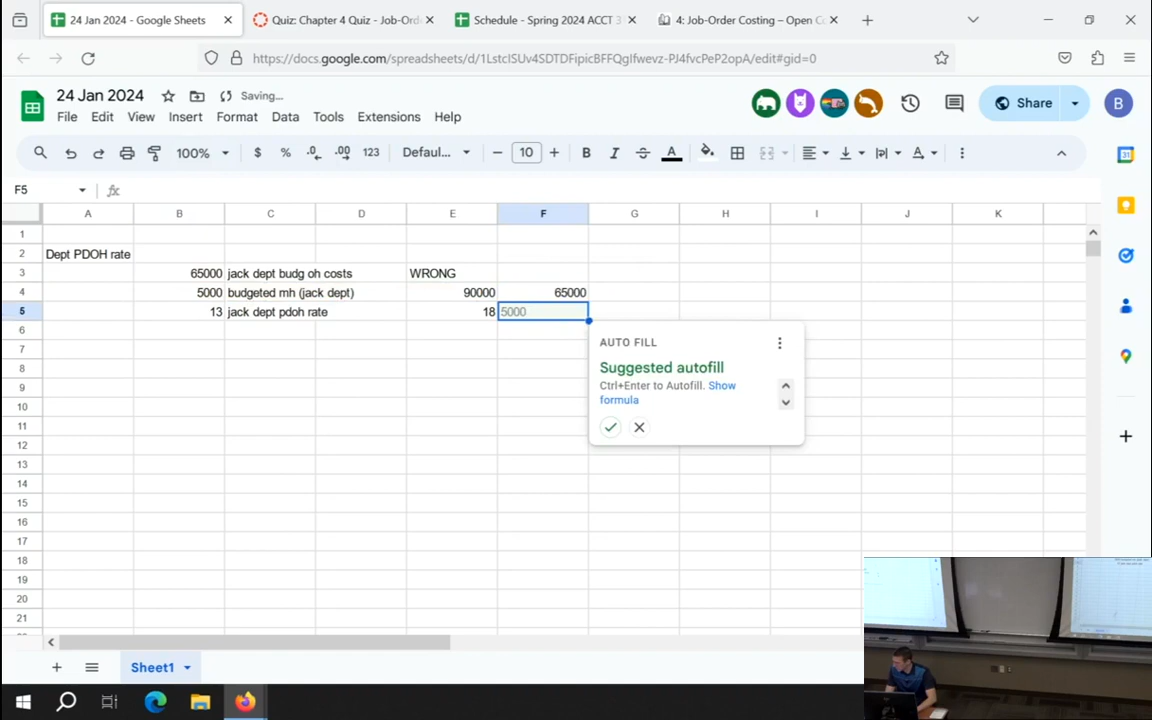 24 Jan 2024 - Google Sheets
Quiz: Chapter 4 Quiz - Job-Ord
Schedule - Spring 2024 ACCT 3
4: Job-Order Costing – Open C
https://docs.google.com/spreadsheets/d/1LstcISUv4SDTDFipicBFFQgIfwevz-PJ4fvcPeP2opA/edit#gid=0
24 Jan 2024
Saving...
File Edit View Insert Format Data Tools Extensions Help
Share
B
100% $ % .0 .00 123 Defaul... 10 B I A
F5 fx
A B C D E F G H I J K
1
2 Dept PDOH rate
3 65000 jack dept budg oh costs WRONG
4 5000 budgeted mh (jack dept) 90000 65000
5 13 jack dept pdoh rate 18 5000
6
7
8
9
10
11
12
13
14
15
16
17
18
19
20
21
AUTO FILL
Suggested autofill
Ctrl+Enter to Autofill. Show
formula
31
Sheet1